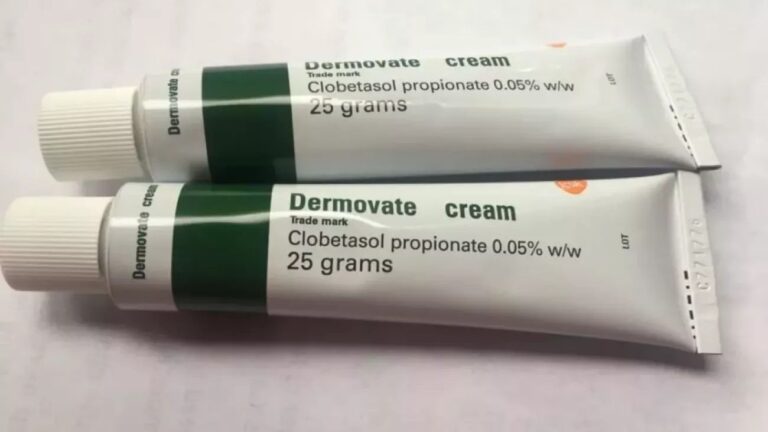 Dermovate cream
Dermovate cream
Trade mark
Clobetasol propionate 0.05% w/w
25 grams
LOT
Dermovate cream
Dermovate cream
Trade mark
Clobetasol propionate 0.05% w/w
25 grams
LOT